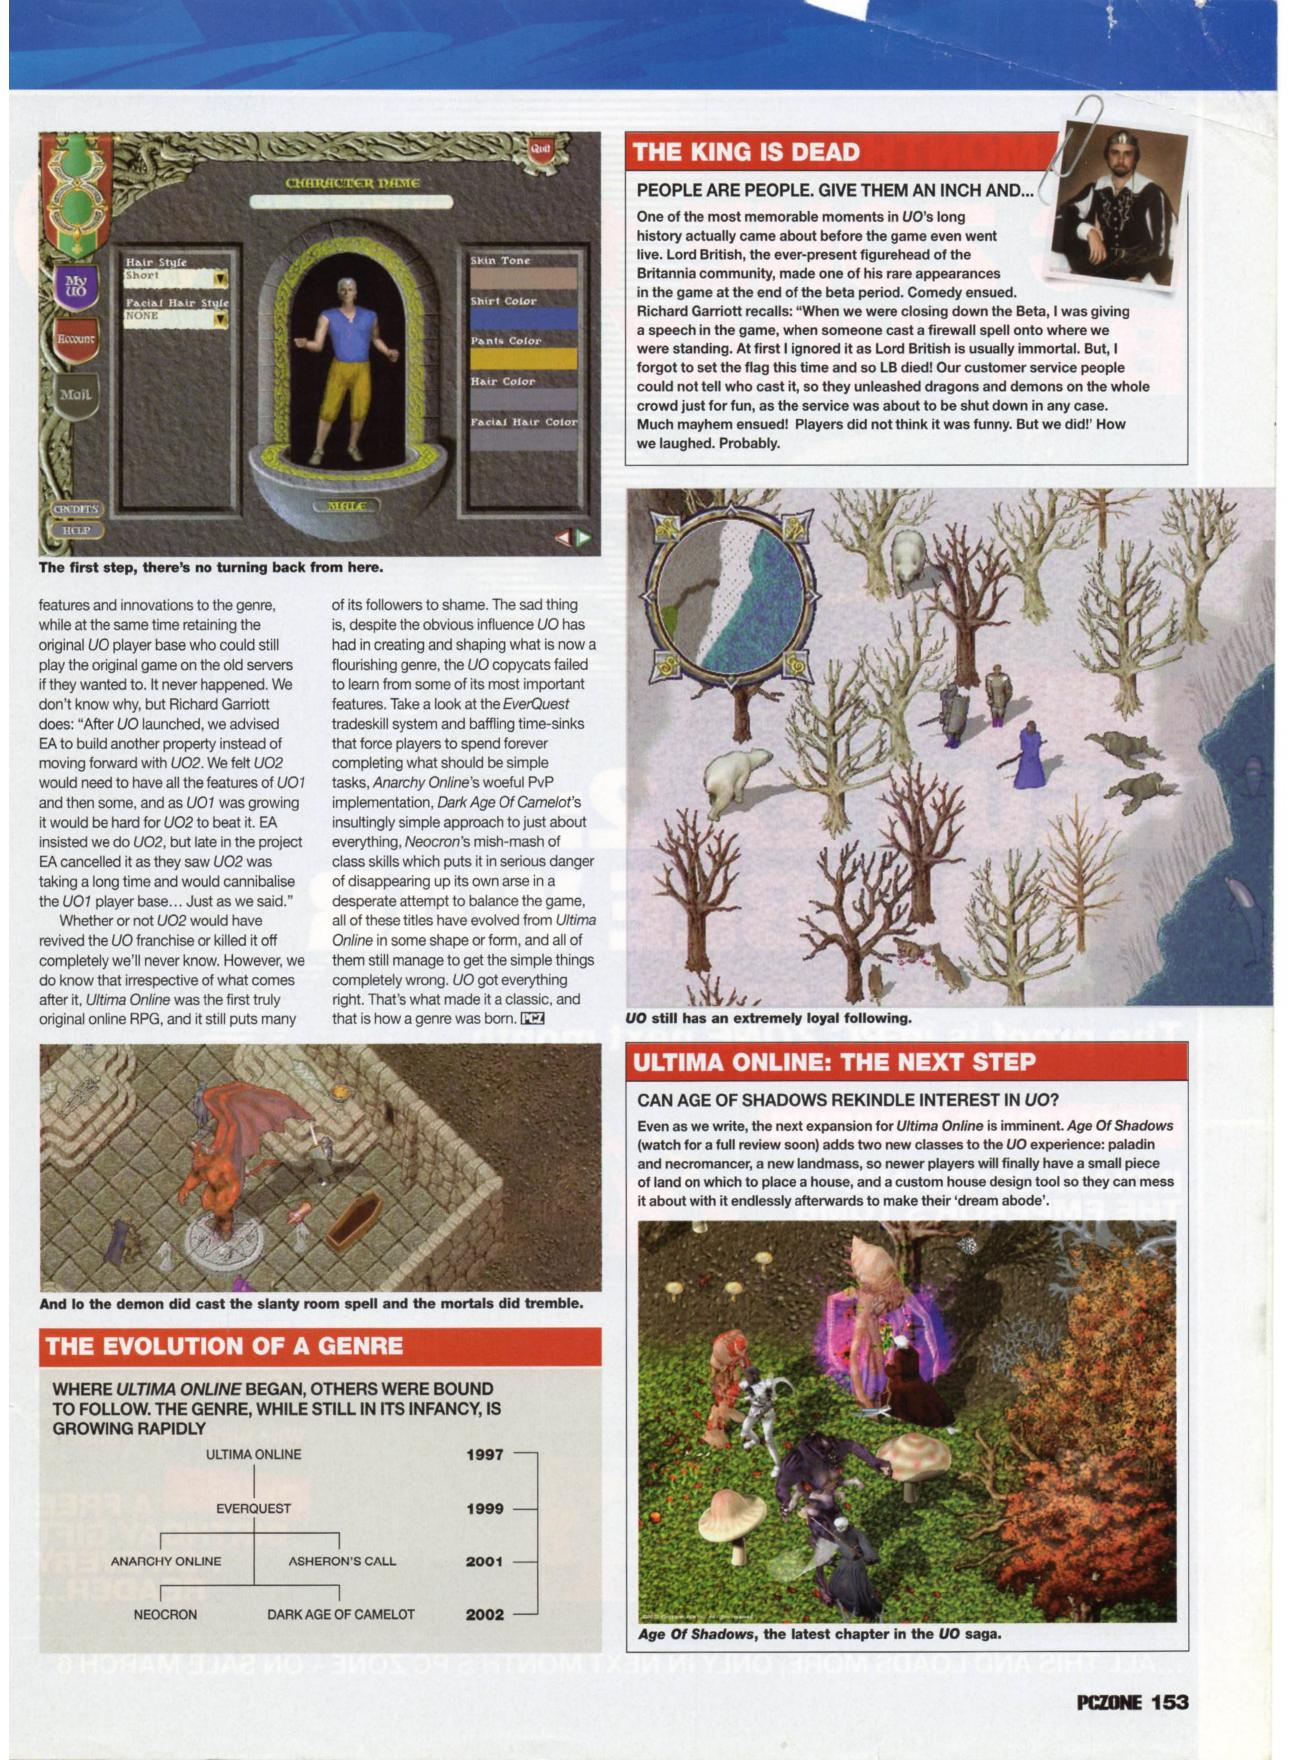 Quit
CHARACTER NAME
Hair Style
Short
Facial Hair Style
NONE
My
UO
Account
Mail
CREDITS
HELP
MALE
Skin Tone
Shirt Color
Pants Color
Hair Color
Facial Hair Color
The first step, there's no turning back from here.
features and innovations to the genre,
while at the same time retaining the
original UO player base who could still
play the original game on the old servers
if they wanted to. It never happened. We
don't know why, but Richard Garriott
does: “After UO launched, we advised
EA to build another property instead of
moving forward with UO2. We felt UO2
would need to have all the features of UO1
and then some, and as UO1 was growing
it would be hard for UO2 to beat it. EA
insisted we do UO2, but late in the project
EA cancelled it as they saw UO2 was
taking a long time and would cannibalise
the UO1 player base... Just as we said.”
Whether or not UO2 would have
revived the UO franchise or killed it off
completely we'll never know. However, we
do know that irrespective of what comes
after it, Ultima Online was the first truly
original online RPG, and it still puts many
of its followers to shame. The sad thing
is, despite the obvious influence UO has
had in creating and shaping what is now a
flourishing genre, the UO copycats failed
to learn from some of its most important
features. Take a look at the EverQuest
tradeskill system and baffling time-sinks
that force players to spend forever
completing what should be simple
tasks, Anarchy Online's woeful PvP
implementation, Dark Age Of Camelot's
insultingly simple approach to just about
everything, Neocron's mish-mash of
class skills which puts it in serious danger
of disappearing up its own arse in a
desperate attempt to balance the game,
all of these titles have evolved from Ultima
Online in some shape or form, and all of
them still manage to get the simple things
completely wrong. UO got everything
right. That's what made it a classic, and
that is how a genre was born. PCZ
And lo the demon did cast the slanty room spell and the mortals did tremble.
THE EVOLUTION OF A GENRE
WHERE ULTIMA ONLINE BEGAN, OTHERS WERE BOUND
TO FOLLOW. THE GENRE, WHILE STILL IN ITS INFANCY, IS
GROWING RAPIDLY
ULTIMA ONLINE 1997
EVERQUEST 1999
ANARCHY ONLINE ASHERON'S CALL 2001
NEOCRON DARK AGE OF CAMELOT 2002
THE KING IS DEAD
PEOPLE ARE PEOPLE. GIVE THEM AN INCH AND...
One of the most memorable moments in UO's long
history actually came about before the game even went
live. Lord British, the ever-present figurehead of the
Britannia community, made one of his rare appearances
in the game at the end of the beta period. Comedy ensued.
Richard Garriott recalls: “When we were closing down the Beta, I was giving
a speech in the game, when someone cast a firewall spell onto where we
were standing. At first I ignored it as Lord British is usually immortal. But, I
forgot to set the flag this time and so LB died! Our customer service people
could not tell who cast it, so they unleashed dragons and demons on the whole
crowd just for fun, as the service was about to be shut down in any case.
Much mayhem ensued! Players did not think it was funny. But we did!' How
we laughed. Probably.
UO still has an extremely loyal following.
ULTIMA ONLINE: THE NEXT STEP
CAN AGE OF SHADOWS REKINDLE INTEREST IN UO?
Even as we write, the next expansion for Ultima Online is imminent. Age Of Shadows
(watch for a full review soon) adds two new classes to the UO experience: paladin
and necromancer, a new landmass, so newer players will finally have a small piece
of land on which to place a house, and a custom house design tool so they can mess
it about with it endlessly afterwards to make their ‘dream abode’.
Age Of Shadows, the latest chapter in the UO saga.
PCZONE 153